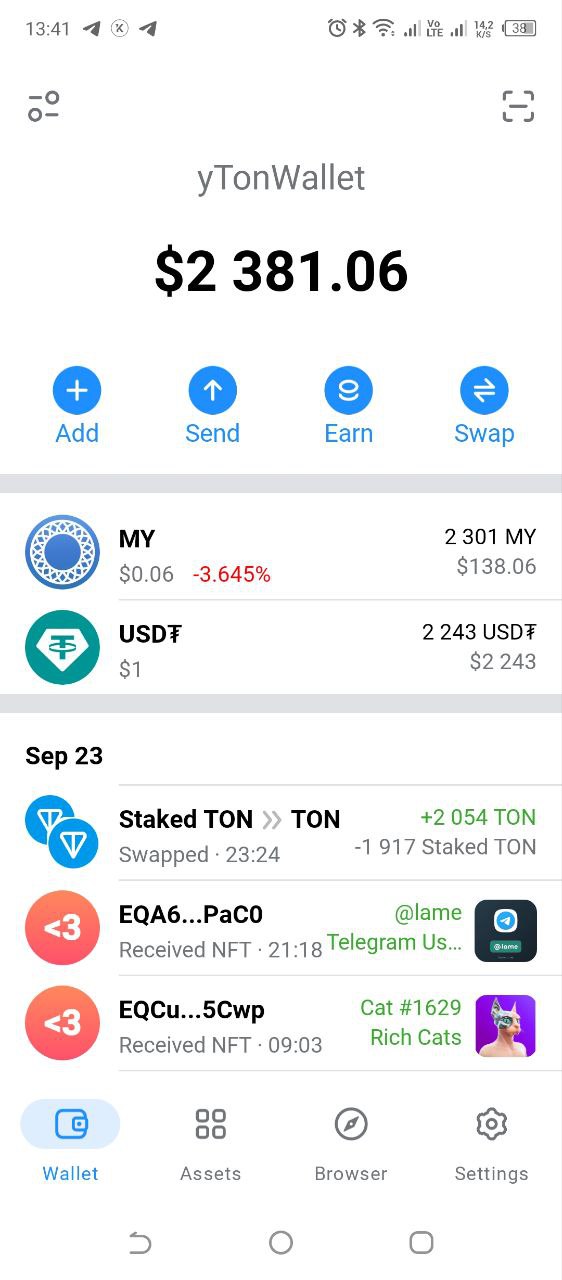 13:41 Vo LTE 14,2 K/S 38
yTonWallet
$2 381.06
Add Send Earn Swap
MY 2 301 MY
$0.06 -3.645% $138.06
USD₮ 2 243 USD₮
$1 $2 243
Sep 23
Staked TON >> TON +2 054 TON
Swapped · 23:24 -1 917 Staked TON
<3 EQA6...PaC0 @lame
Received NFT · 21:18 Telegram Us... @lame
<3 EQCu...5Cwp Cat #1629
Received NFT · 09:03 Rich Cats
Wallet Assets Browser Settings